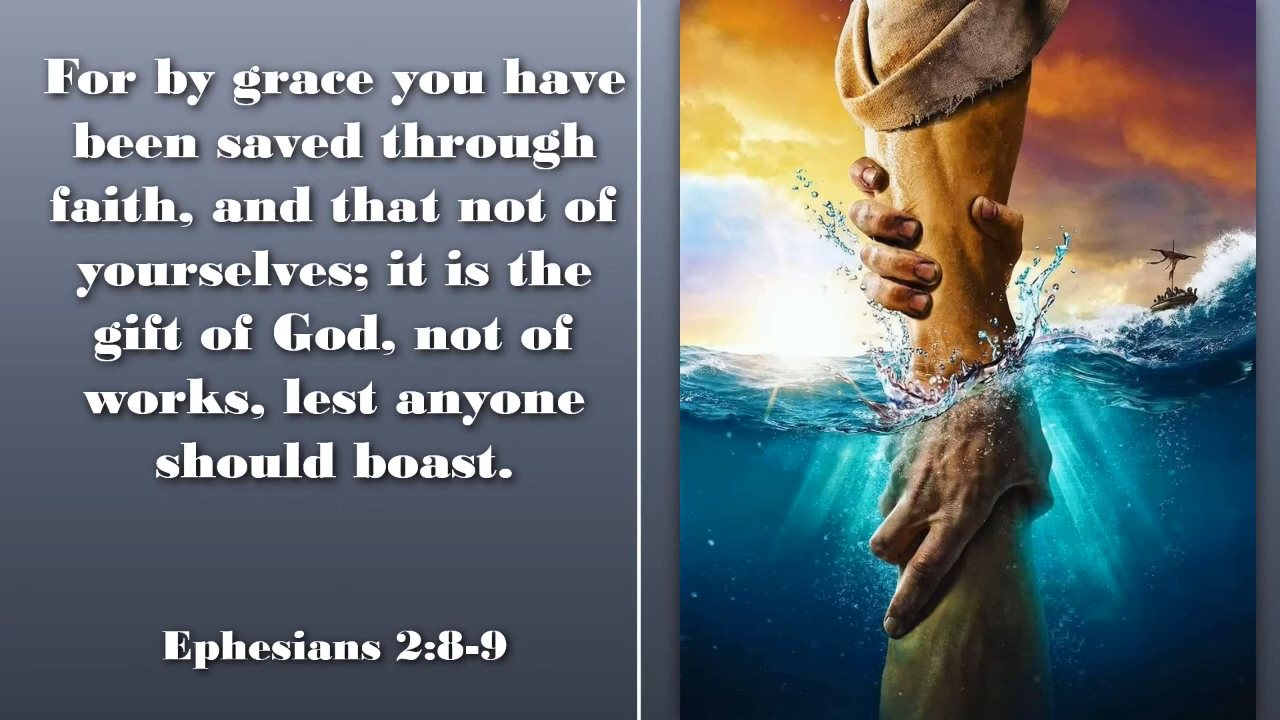 For by grace you have
been saved through
faith, and that not of
yourselves; it is the
gift of God, not of
works, lest anyone
should boast.
Ephesians 2:8-9